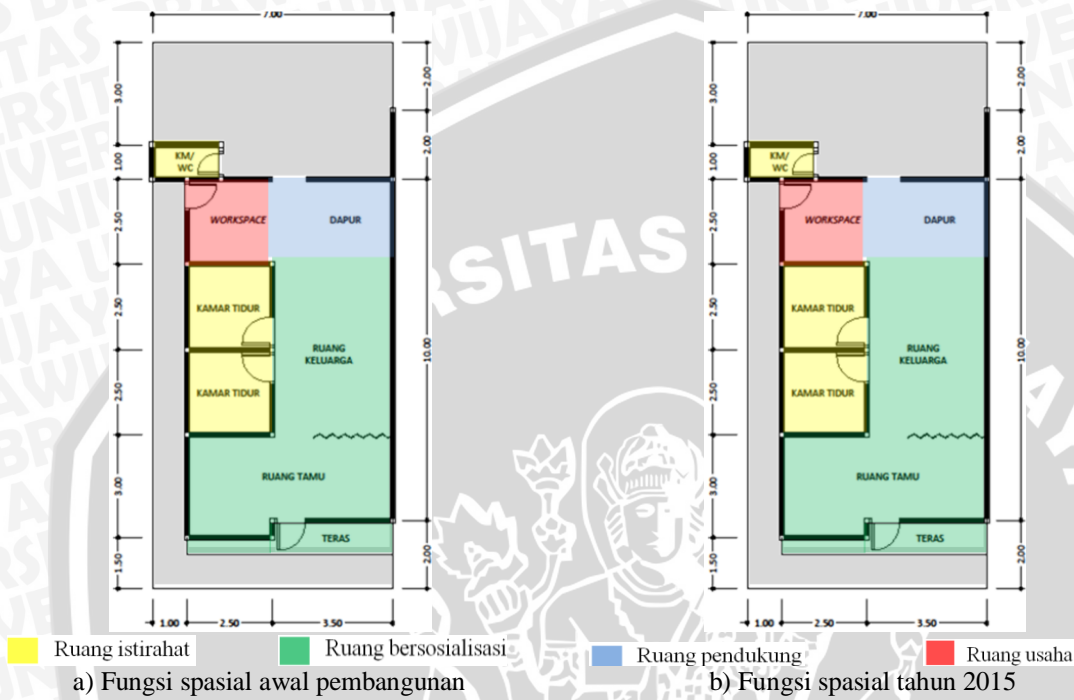 7.00
3.00
2.00
KM/
WC
1.00
2.00
WORKSPACE
DAPUR
2.50
KAMAR TIDUR
2.50
RUANG
KELUARGA
10.00
KAMAR TIDUR
2.50
RUANG TAMU
3.00
TERAS
1.50
2.00
1.00
2.50
3.50
7.00
3.00
2.00
KM/
WC
1.00
2.00
WORKSPACE
DAPUR
2.50
KAMAR TIDUR
2.50
RUANG
KELUARGA
10.00
KAMAR TIDUR
2.50
RUANG TAMU
3.00
TERAS
1.50
2.00
1.00
2.50
3.50
RSITAS
Ruang istirahat
Ruang bersosialisasi
Ruang pendukung
Ruang usaha
a) Fungsi spasial awal pembangunan
b) Fungsi spasial tahun 2015